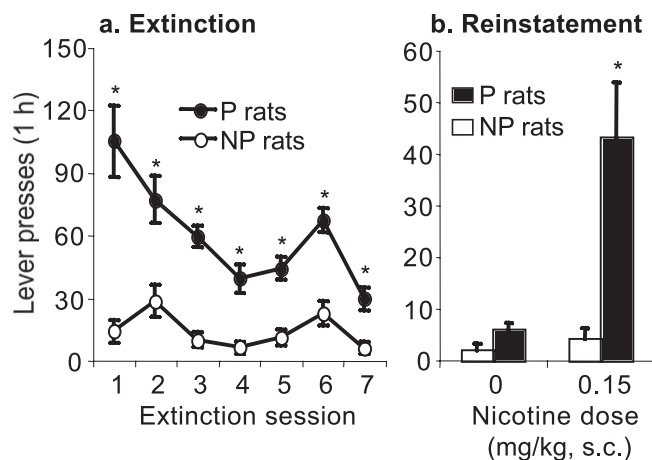 a. Extinction
Lever presses (1 h)
150
120
90
60
30
0
*
*
*
*
*
*
*
P rats
NP rats
1 2 3 4 5 6 7
Extinction session
b. Reinstatement
60
50
40
30
20
10
0
*
P rats
NP rats
0 0.15
Nicotine dose
(mg/kg, s.c.)